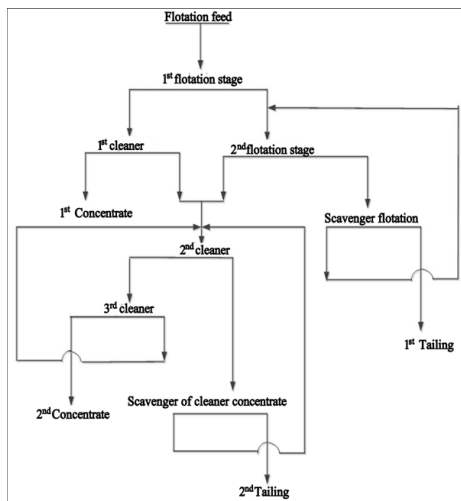 Flotation feed
1st flotation stage
1st cleaner
2nd flotation stage
1st Concentrate
Scavenger flotation
2nd cleaner
3rd cleaner
1st Tailing
2nd Concentrate
Scavenger of cleaner concentrate
2nd Tailing